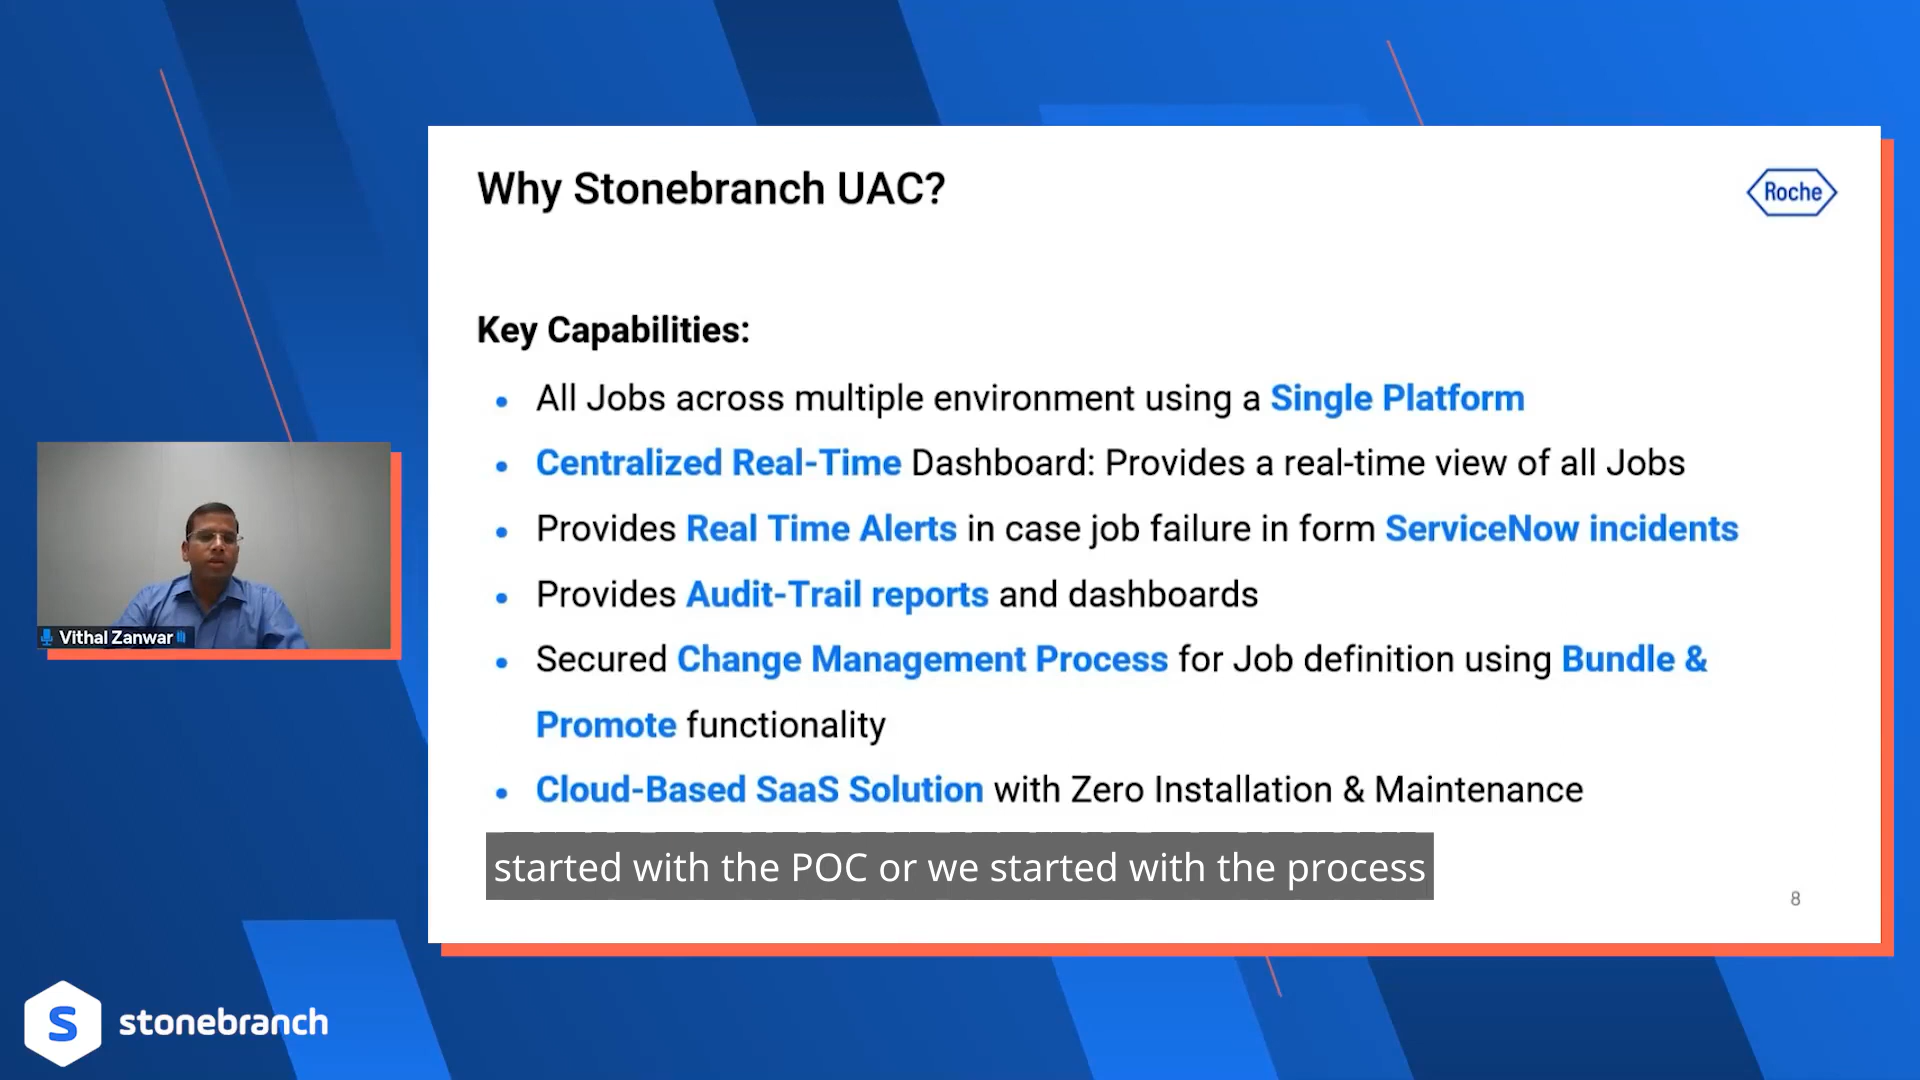 Why Stonebranch UAC?
Roche
Key Capabilities:
• All Jobs across multiple environment using a Single Platform
• Centralized Real-Time Dashboard: Provides a real-time view of all Jobs
• Provides Real Time Alerts in case job failure in form ServiceNow incidents
• Provides Audit-Trail reports and dashboards
• Secured Change Management Process for Job definition using Bundle &
Promote functionality
• Cloud-Based SaaS Solution with Zero Installation & Maintenance
started with the POC or we started with the process
8
Vithal Zanwar
S stonebranch